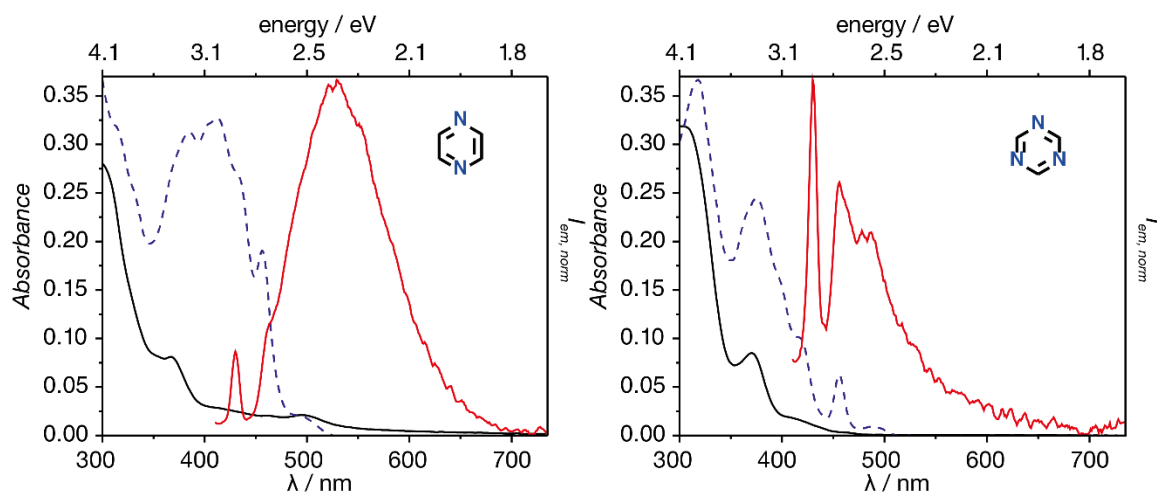 energy / eV
4.1 3.1 2.5 2.1 1.8
0.35
0.30
0.25
0.20
0.15
0.10
0.05
0.00
Absorbance
I em, norm
N
N
300 400 500 600 700
λ / nm
energy / eV
4.1 3.1 2.5 2.1 1.8
0.35
0.30
0.25
0.20
0.15
0.10
0.05
0.00
Absorbance
I em, norm
N
N N
300 400 500 600 700
λ / nm